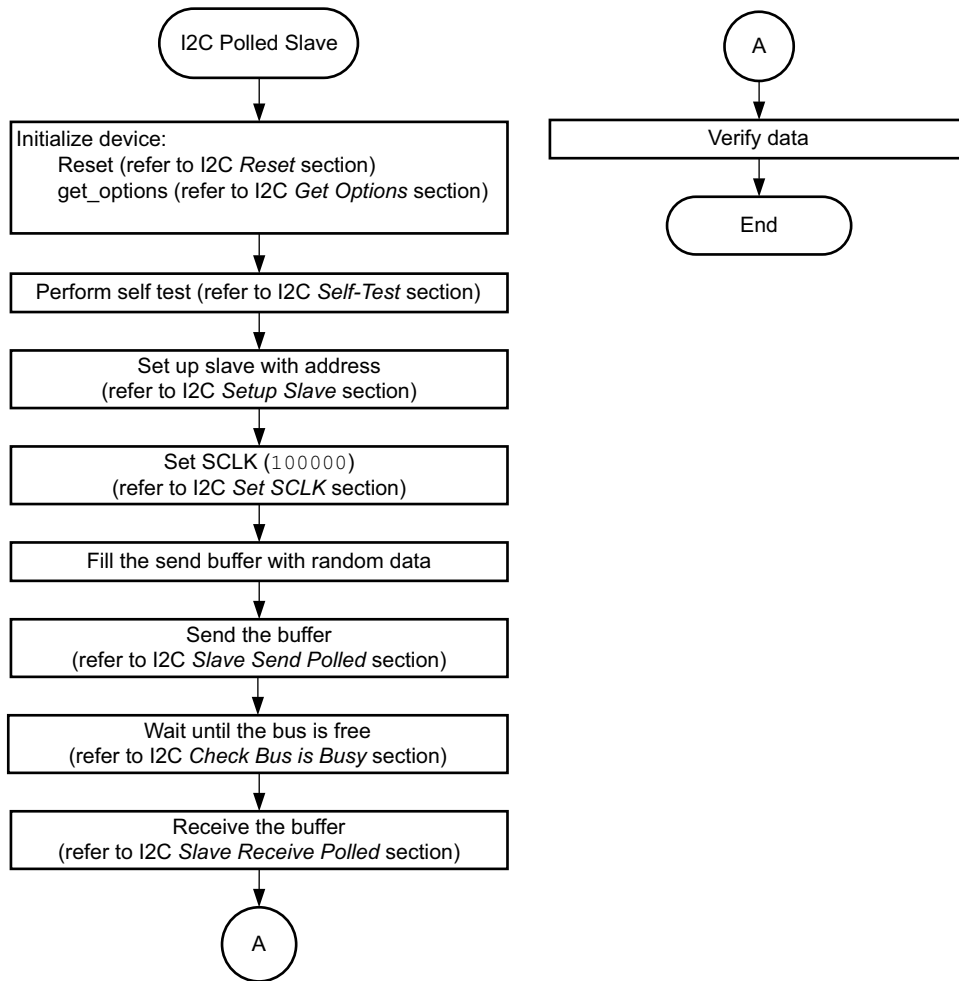 I2C Polled Slave
Initialize device:
Reset (refer to I2C Reset section)
get_options (refer to I2C Get Options section)
Perform self test (refer to I2C Self-Test section)
Set up slave with address
(refer to I2C Setup Slave section)
Set SCLK (100000)
(refer to I2C Set SCLK section)
Fill the send buffer with random data
Send the buffer
(refer to I2C Slave Send Polled section)
Wait until the bus is free
(refer to I2C Check Bus is Busy section)
Receive the buffer
(refer to I2C Slave Receive Polled section)
A
A
Verify data
End